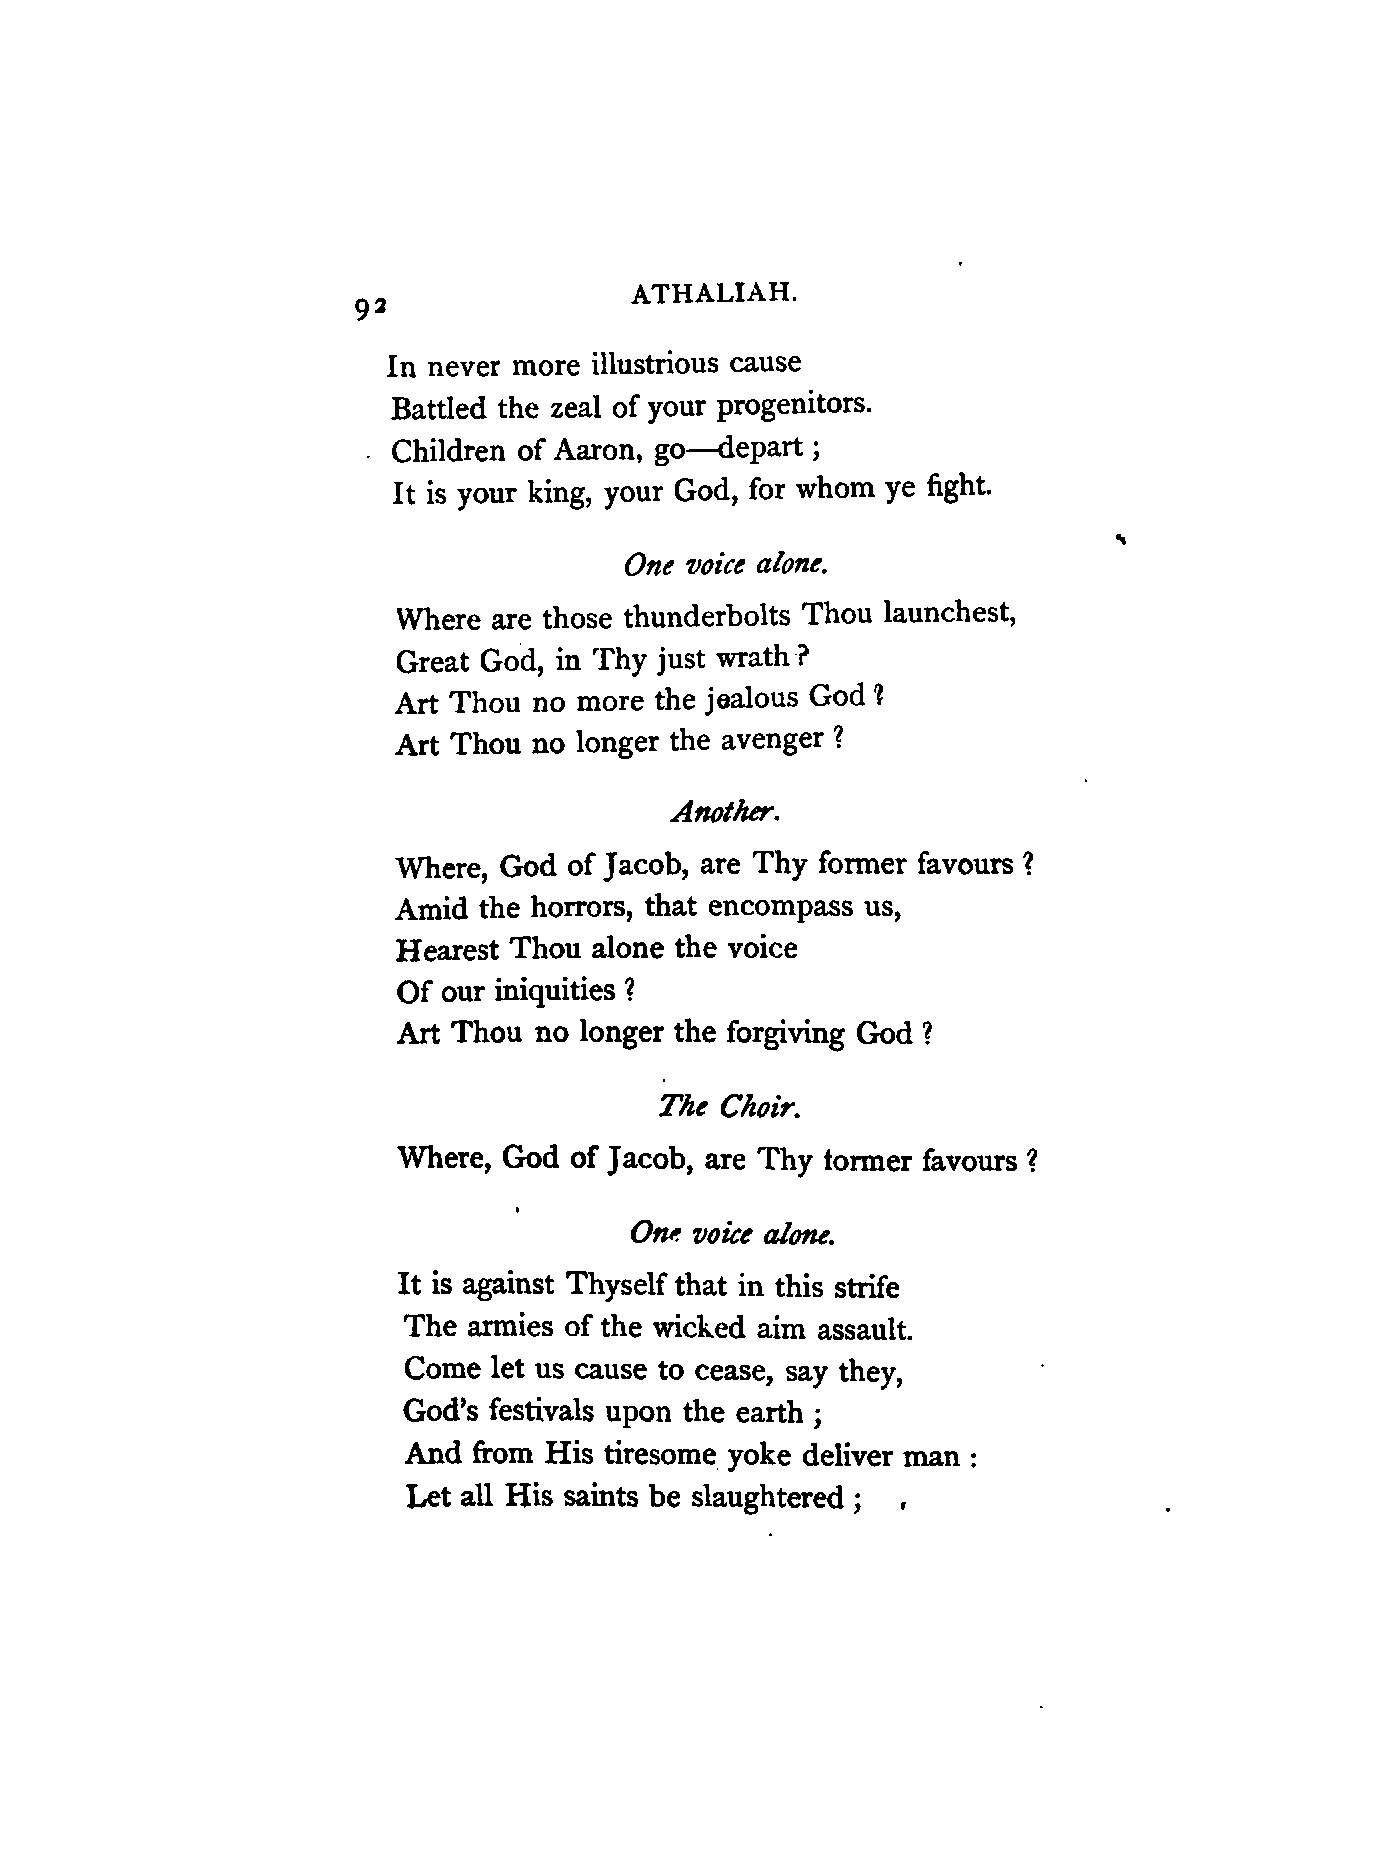 92
ATHALIAH.
In never more illustrious cause
Battled the zeal of your progenitors.
Children of Aaron, go—depart ;
It is your king, your God, for whom ye fight.
One voice alone.
Where are those thunderbolts Thou launchest,
Great God, in Thy just wrath ?
Art Thou no more the jealous God ?
Art Thou no longer the avenger ?
Another.
Where, God of Jacob, are Thy former favours ?
Amid the horrors, that encompass us,
Hearest Thou alone the voice
Of our iniquities ?
Art Thou no longer the forgiving God ?
The Choir.
Where, God of Jacob, are Thy former favours ?
One voice alone.
It is against Thyself that in this strife
The armies of the wicked aim assault.
Come let us cause to cease, say they,
God's festivals upon the earth ;
And from His tiresome yoke deliver man :
Let all His saints be slaughtered ;